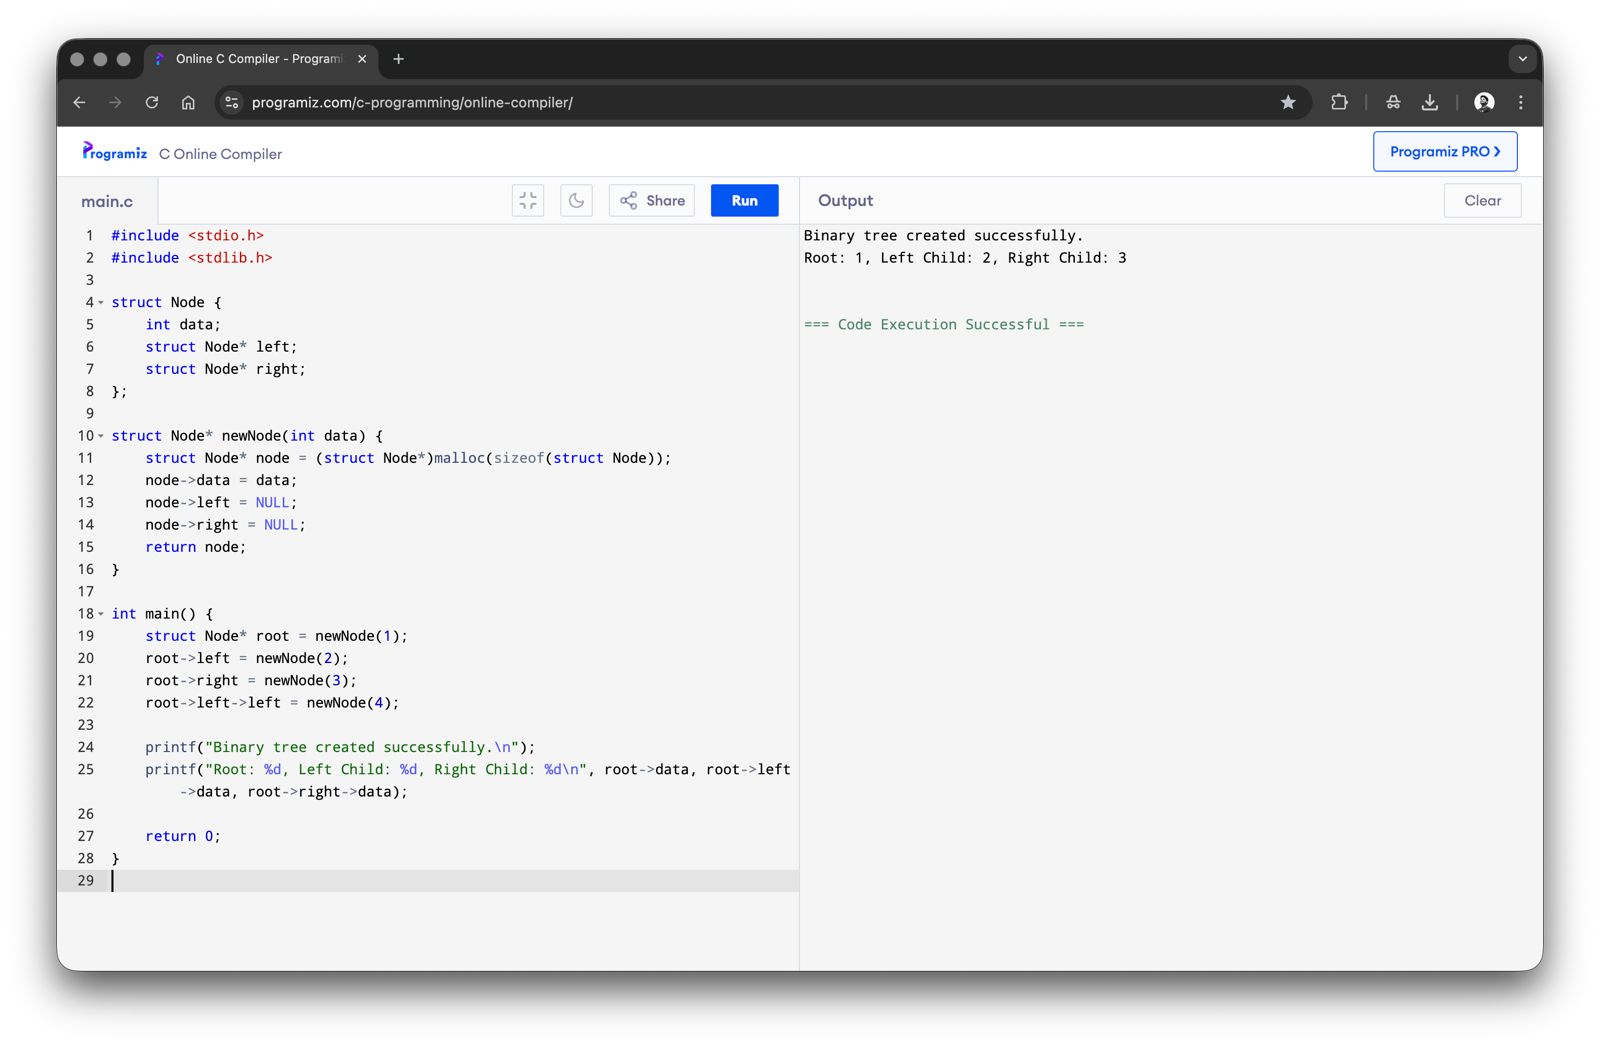 Online C Compiler - Programi
programiz.com/c-programming/online-compiler/
Programiz C Online Compiler
Programiz PRO
main.c
Share
Run
Output
Clear
1 #include <stdio.h>
2 #include <stdlib.h>
3
4 struct Node {
5     int data;
6     struct Node* left;
7     struct Node* right;
8 };
9
10 struct Node* newNode(int data) {
11     struct Node* node = (struct Node*)malloc(sizeof(struct Node));
12     node->data = data;
13     node->left = NULL;
14     node->right = NULL;
15     return node;
16 }
17
18 int main() {
19     struct Node* root = newNode(1);
20     root->left = newNode(2);
21     root->right = newNode(3);
22     root->left->left = newNode(4);
23
24     printf("Binary tree created successfully.\n");
25     printf("Root: %d, Left Child: %d, Right Child: %d\n", root->data, root->left
->data, root->right->data);
26
27     return 0;
28 }
29
Binary tree created successfully.
Root: 1, Left Child: 2, Right Child: 3
=== Code Execution Successful ===